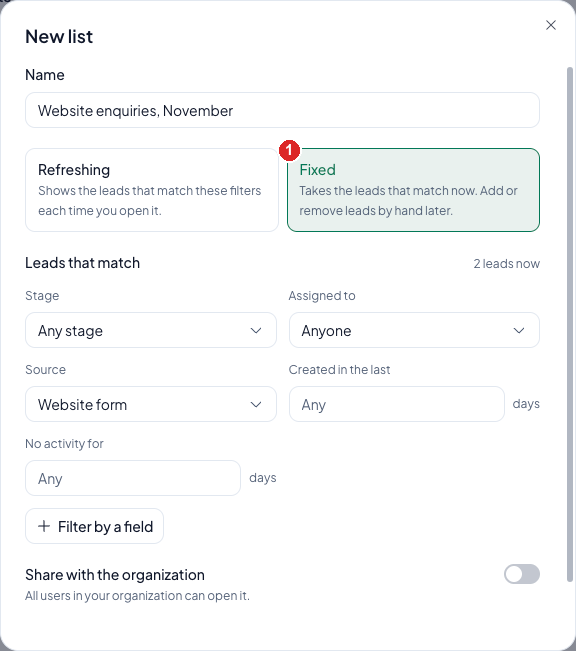 New list
Name
Website enquiries, November
1
Refreshing
Shows the leads that match these filters
each time you open it.
Fixed
Takes the leads that match now. Add or
remove leads by hand later.
Leads that match
2 leads now
Stage
Assigned to
Any stage
Anyone
Source
Created in the last
Website form
Any
days
No activity for
Any
days
Filter by a field
Share with the organization
All users in your organization can open it.